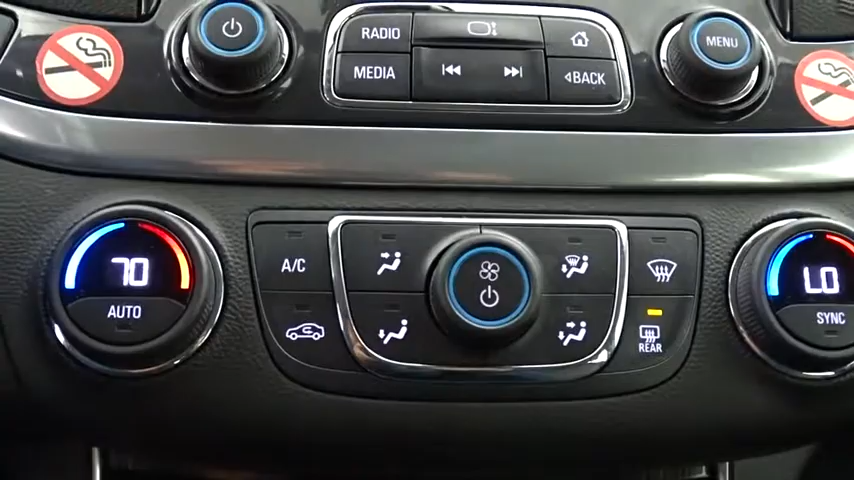 RADIO
MENU
MEDIA
BACK
70
A/C
LO
AUTO
SYNC
REAR